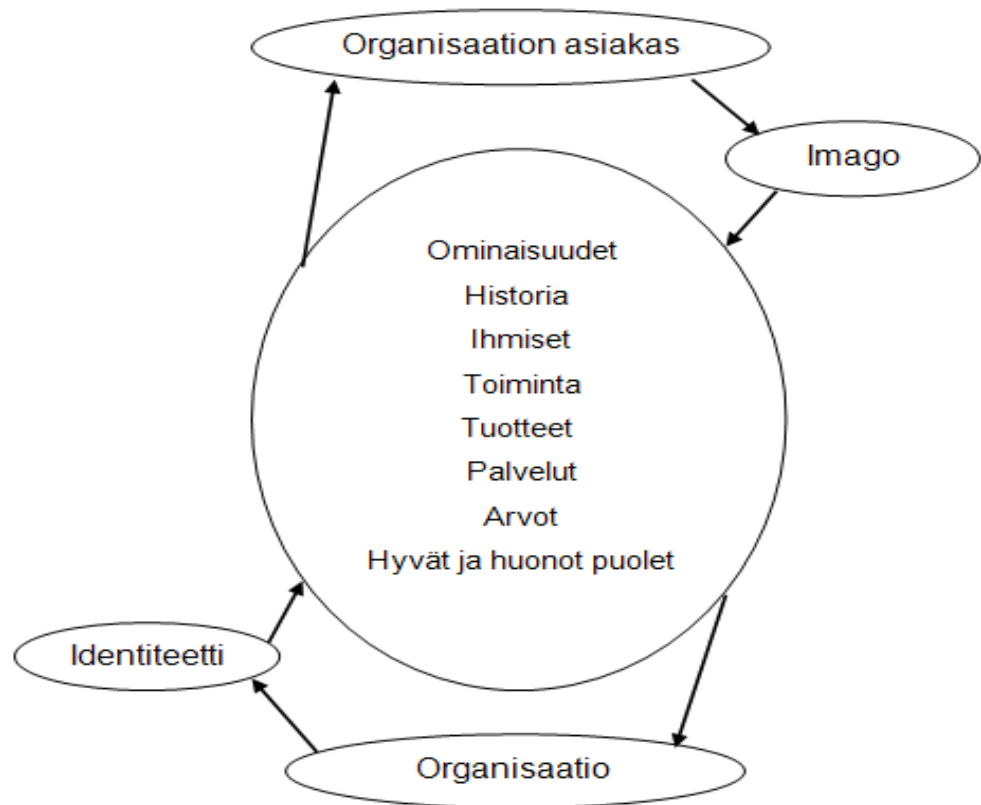 Organisaation asiakas
Imago
Ominaisuudet
Historia
Ihmiset
Toiminta
Tuotteet
Palvelut
Arvot
Hyvät ja huonot puolet
Identiteetti
Organisaatio